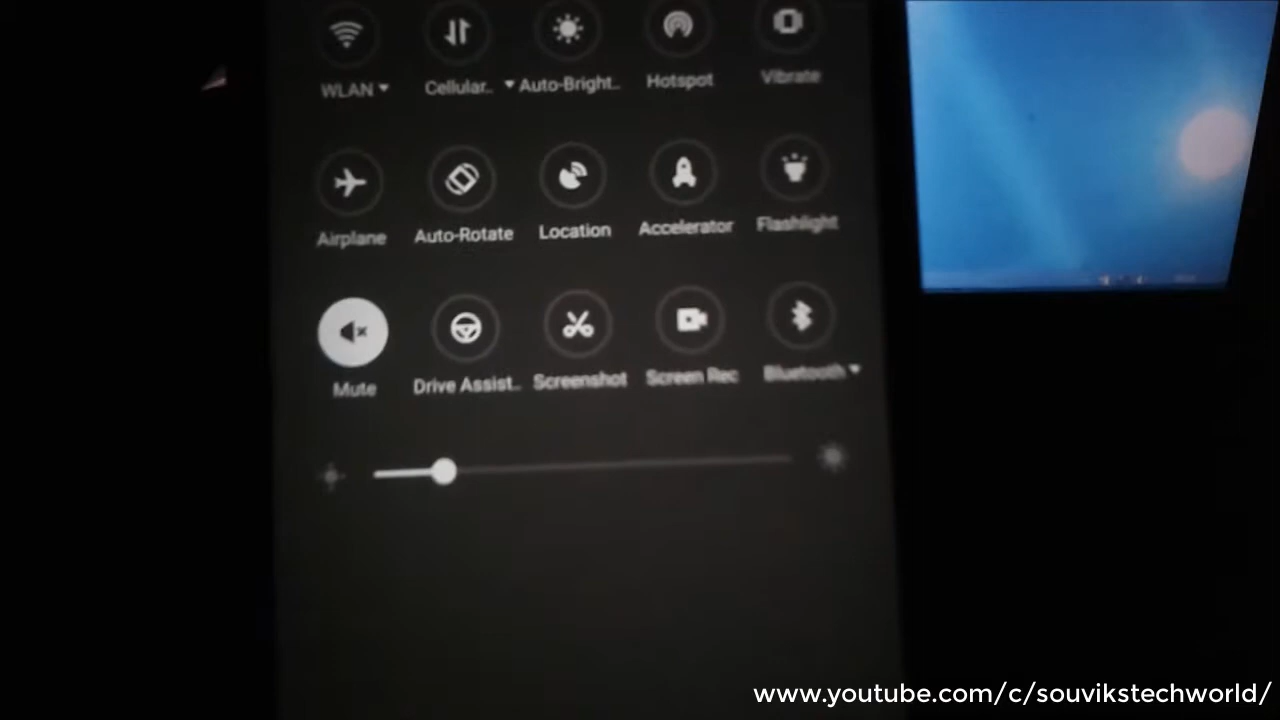 WLAN Cellular.. Auto-Bright.. Hotspot Vibrate
Airplane Auto-Rotate Location Accelerator Flashlight
Mute Drive Assist.. Screenshot Screen Rec Bluetooth
www.youtube.com/c/souvikstechworld/